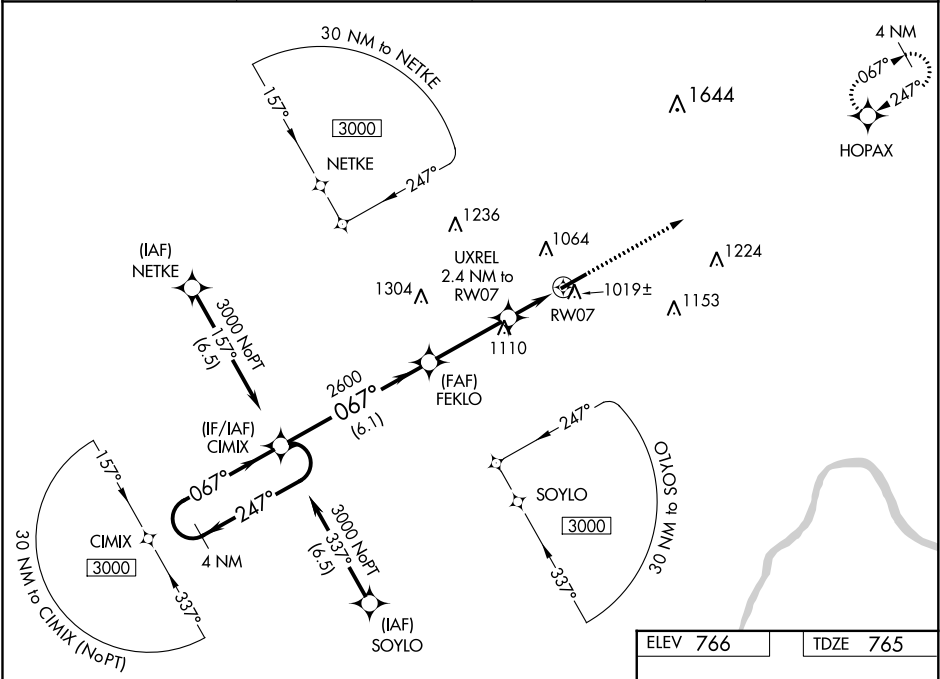 30 NM to NETKE
157°
3000
NETKE
247°
4 NM
067°
247°
HOPAX
1644
1236
1064
UXREL
2.4 NM to
RW07
1304
1224
1019±
RW07
1153
1110
(IAF)
NETKE
3000 NoPT
157°
(6.5)
(FAF)
FEKLO
2600
067°
(6.1)
(IF/IAF)
CIMIX
067°
247°
4 NM
157°
CIMIX
3000
337°
30 NM to CIMIX (NoPT)
3000 NoPT
337°
(6.5)
(IAF)
SOYLO
247°
SOYLO
3000
337°
30 NM to SOYLO
ELEV 766
TDZE 765